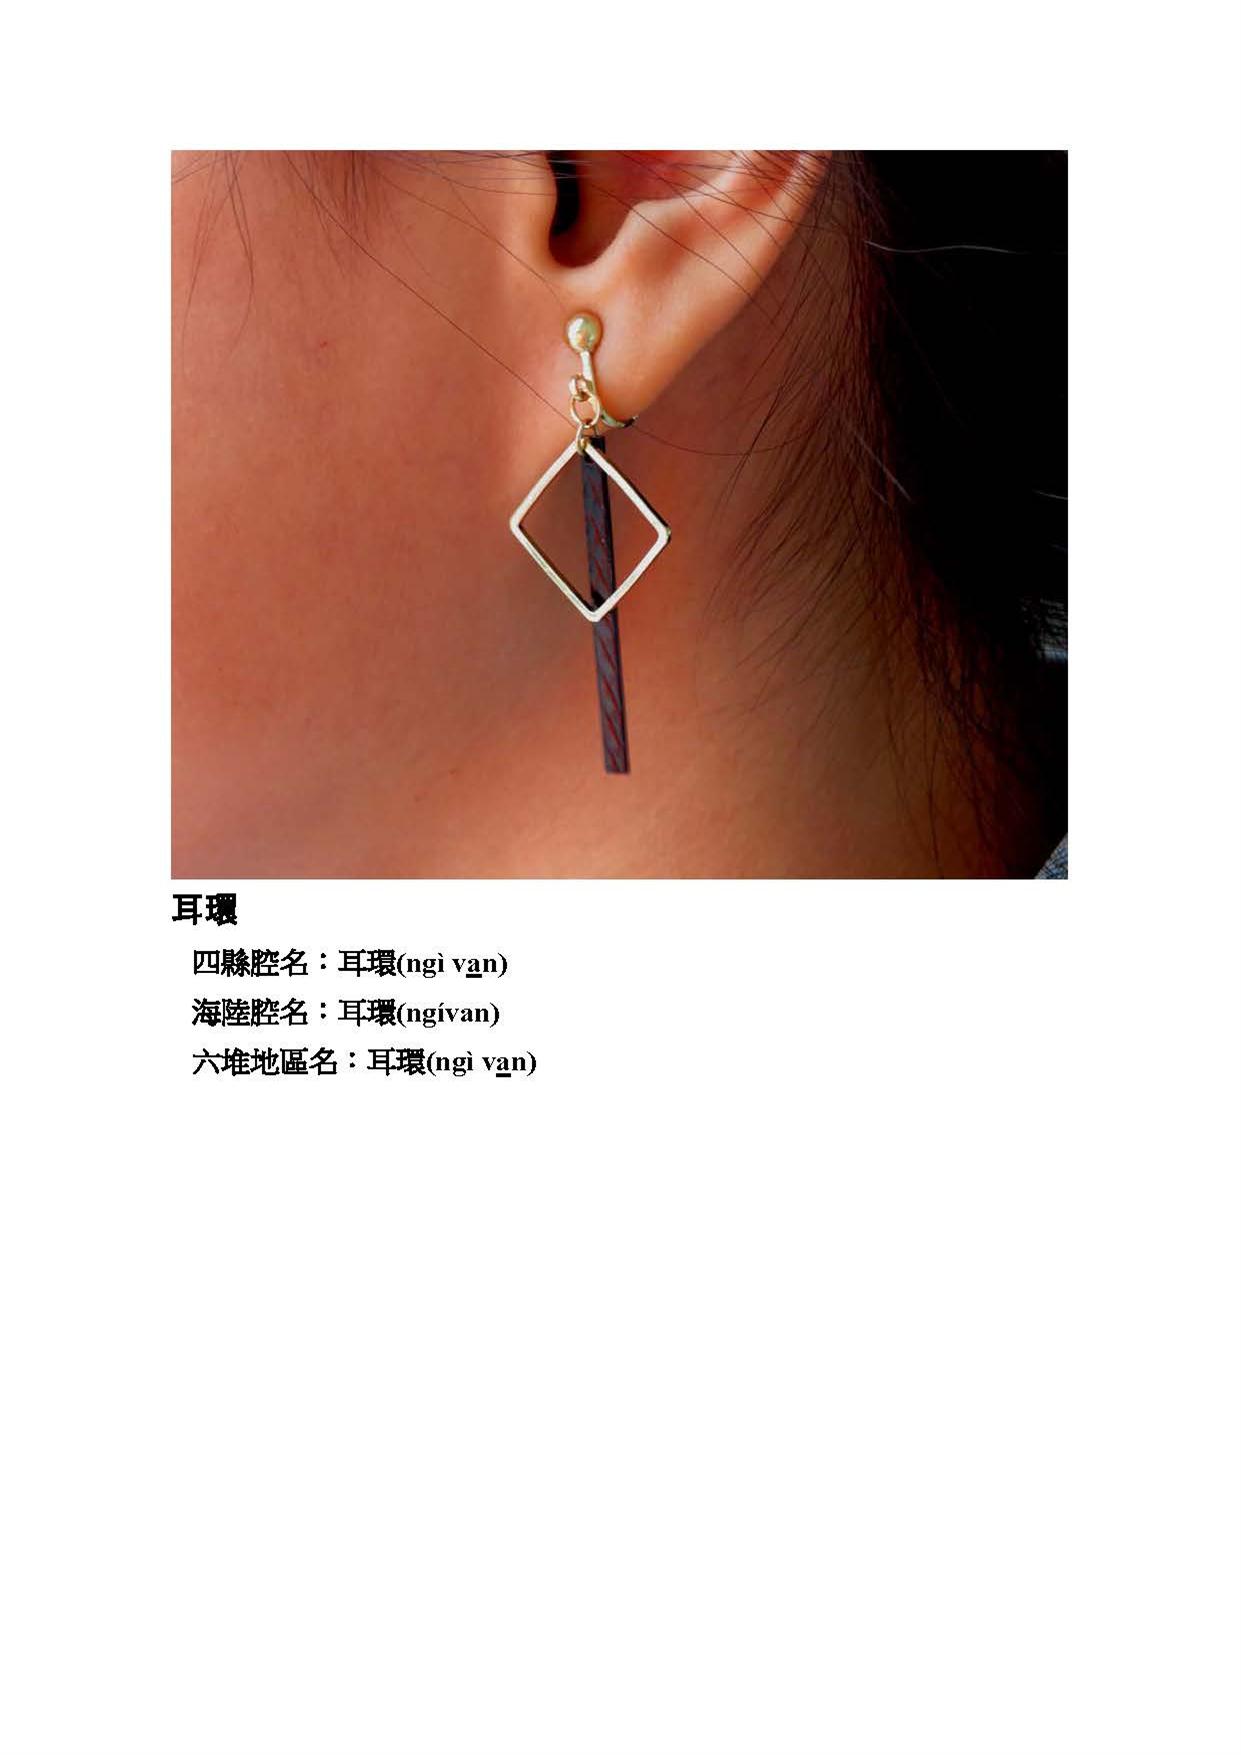 耳環
四縣腔名：耳環(ngì va̲n)
海陸腔名：耳環(ngívan)
六堆地區名：耳環(ngì va̲n)